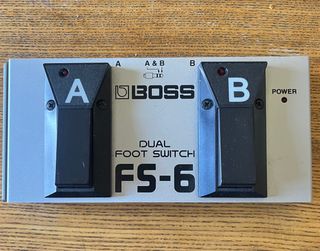 A A & B B
A
B
BOSS
POWER
DUAL
FOOT SWITCH
FS-6